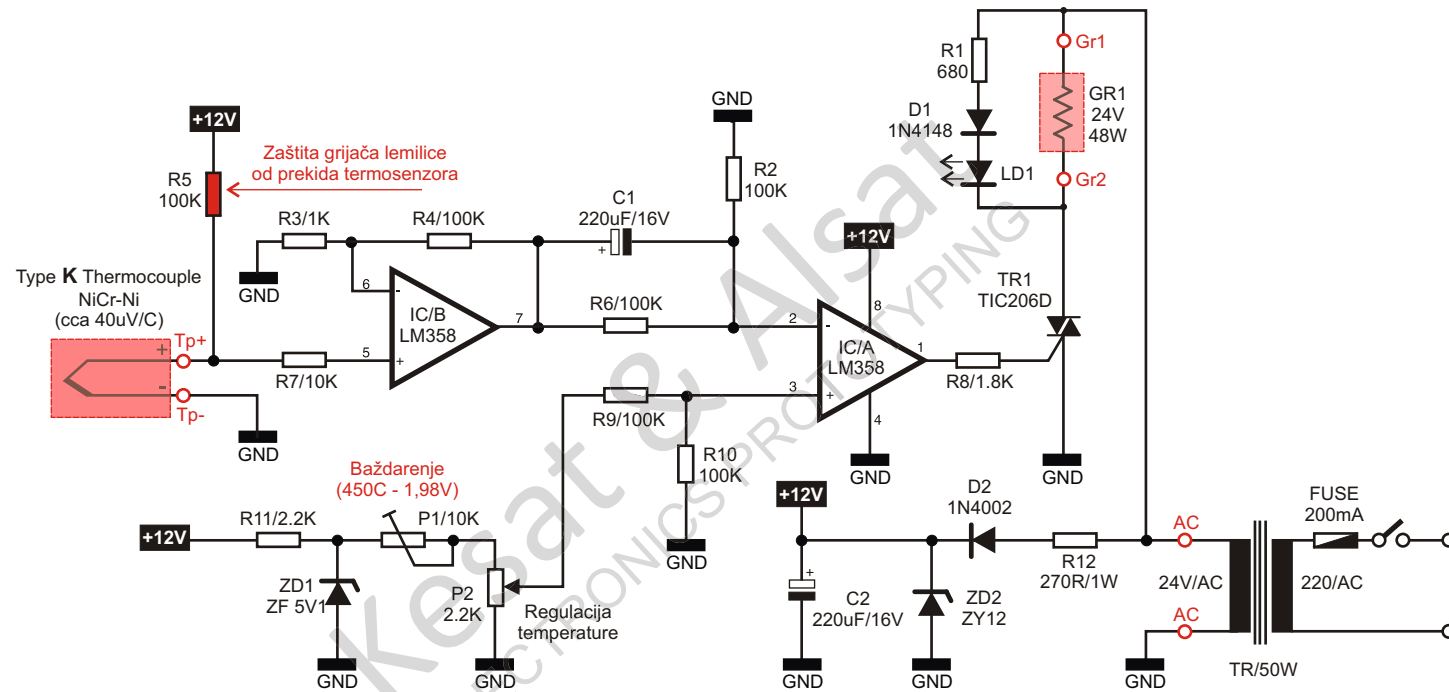 +12V
R5
100K
Zaštita grijača lemilice
od prekida termosenzora
Type K Thermocouple
NiCr-Ni
(cca 40uV/C)
+
-
Tp+
Tp-
GND
R7/10K
R3/1K
GND
R4/100K
6
-
5
+
7
IC/B
LM358
C1
220uF/16V
+
GND
R2
100K
R6/100K
R9/100K
R10
100K
GND
+12V
8
2
-
3
+
1
4
IC/A
LM358
GND
R8/1.8K
R1
680
D1
1N4148
LD1
Gr1
GR1
24V
48W
Gr2
TR1
TIC206D
GND
Baždarenje
(450C - 1,98V)
+12V
R11/2.2K
P1/10K
ZD1
ZF 5V1
GND
P2
2.2K
Regulacija
temperature
GND
+12V
+
C2
220uF/16V
GND
D2
1N4002
ZD2
ZY12
GND
R12
270R/1W
AC
24V/AC
AC
GND
220/AC
TR/50W
FUSE
200mA
Kesat & Alsat
ELECTRONICS PROTOTYPING